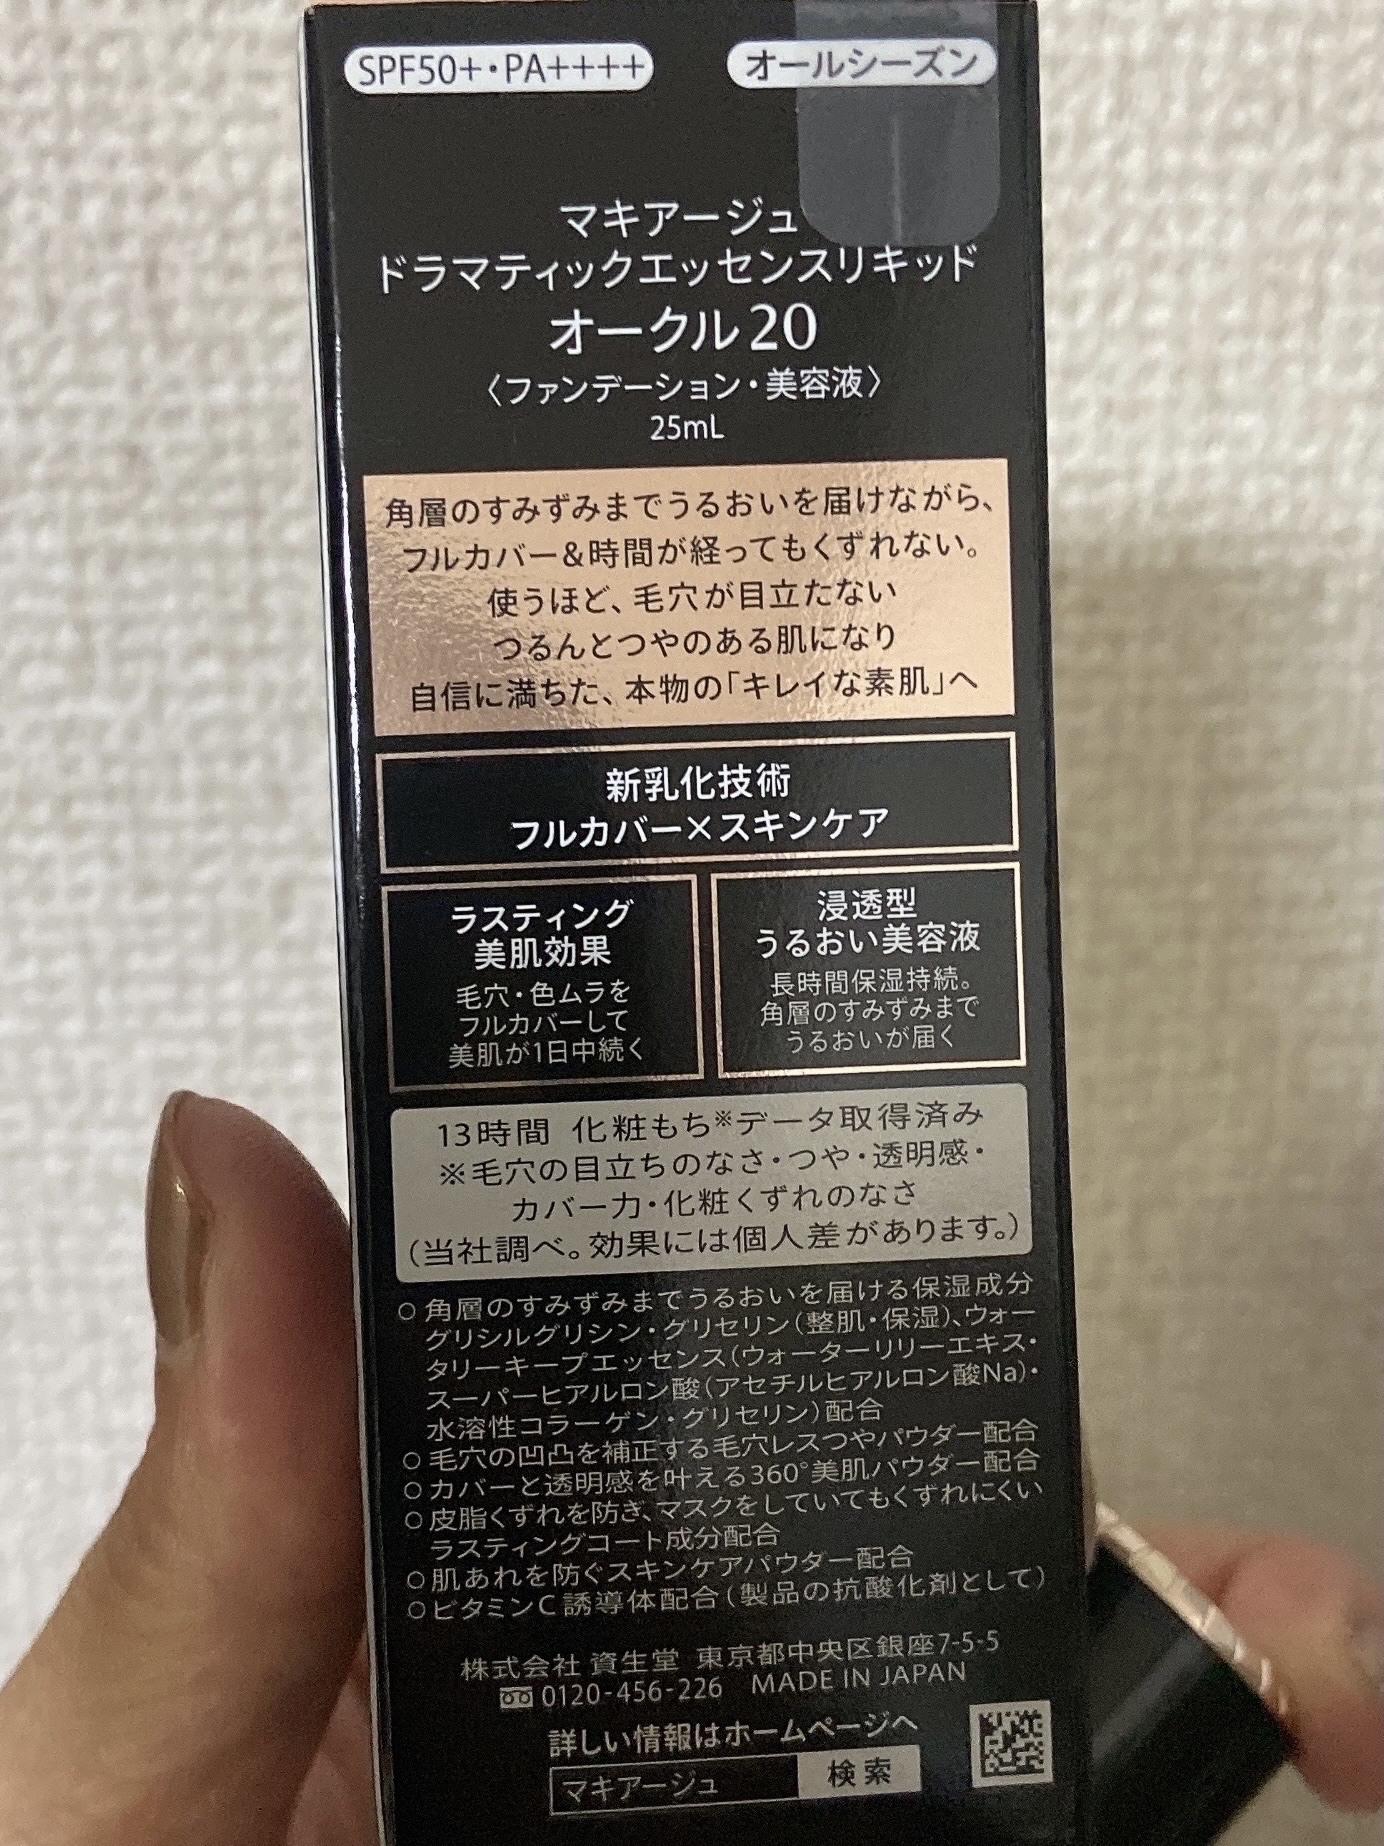 SPF50+・PA++++
オールシーズン
マキアージュ
ドラマティックエッセンスリキッド
オークル20
〈ファンデーション・美容液〉
25mL
角層のすみずみまでうるおいを届けながら、
フルカバー&時間が経ってもくずれない。
使うほど、毛穴が目立たない
つるんとつやのある肌になり
自信に満ちた、本物の「キレイな素肌」へ
新乳化技術
フルカバー×スキンケア
ラスティング
美肌効果
毛穴・色ムラを
フルカバーして
美肌が1日中続く
浸透型
うるおい美容液
長時間保湿持続。
角層のすみずみまで
うるおいが届く
13時間 化粧もち※データ取得済み
※毛穴の目立ちのなさ・つや・透明感・
カバー力・化粧くずれのなさ
(当社調べ。効果には個人差があります。)
○角層のすみずみまでうるおいを届ける保湿成分
グリシルグリシン・グリセリン(整肌・保湿)、ウォー
タリーキープエッセンス(ウォーターリリーエキス・
スーパーヒアルロン酸(アセチルヒアルロン酸Na)・
水溶性コラーゲン・グリセリン)配合
○毛穴の凹凸を補正する毛穴レスつやパウダー配合
○カバーと透明感を叶える360°美肌パウダー配合
○皮脂くずれを防ぎ、マスクをしていてもくずれにくい
ラスティングコート成分配合
○肌あれを防ぐスキンケアパウダー配合
○ビタミンC誘導体配合(製品の抗酸化剤として)
株式会社 資生堂 東京都中央区銀座7-5-5
0120-456-226 MADE IN JAPAN
詳しい情報はホームページへ
マキアージュ 検索